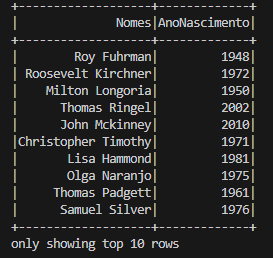 +-------------------+--------------+
|              Nomes|AnoNascimento|
+-------------------+--------------+
|        Roy Fuhrman|         1948|
| Roosevelt Kirchner|         1972|
|    Milton Longoria|         1950|
|      Thomas Ringel|         2002|
|      John Mckinney|         2010|
|Christopher Timothy|         1971|
|       Lisa Hammond|         1981|
|       Olga Naranjo|         1975|
|     Thomas Padgett|         1961|
|      Samuel Silver|         1976|
+-------------------+--------------+
only showing top 10 rows